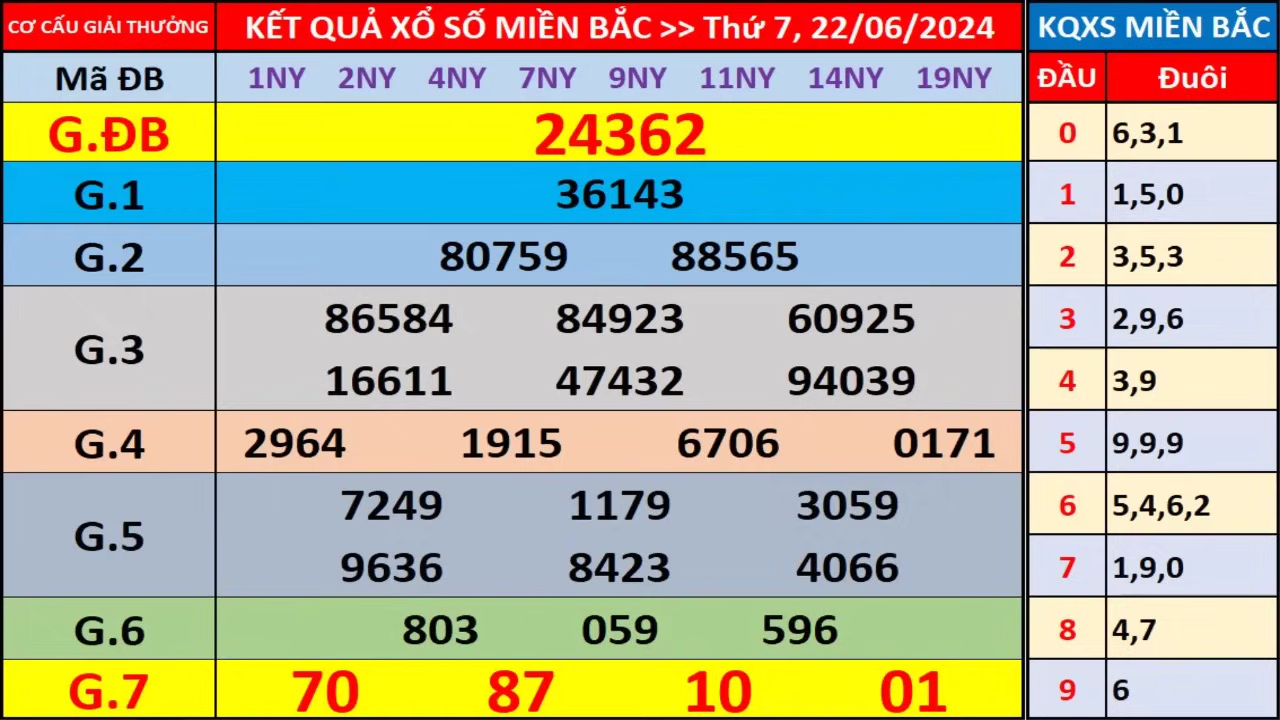 CƠ CẤU GIẢI THƯỞNG KẾT QUẢ XỔ SỐ MIỀN BẮC >> Thứ 7, 22/06/2024
Mã ĐB 1NY 2NY 4NY 7NY 9NY 11NY 14NY 19NY
G.ĐB 24362
G.1 36143
G.2 80759 88565
G.3 86584 84923 60925
16611 47432 94039
G.4 2964 1915 6706 0171
G.5 7249 1179 3059
9636 8423 4066
G.6 803 059 596
G.7 70 87 10 01
KQXS MIỀN BẮC
ĐẦU Đuôi
0 6,3,1
1 1,5,0
2 3,5,3
3 2,9,6
4 3,9
5 9,9,9
6 5,4,6,2
7 1,9,0
8 4,7
9 6